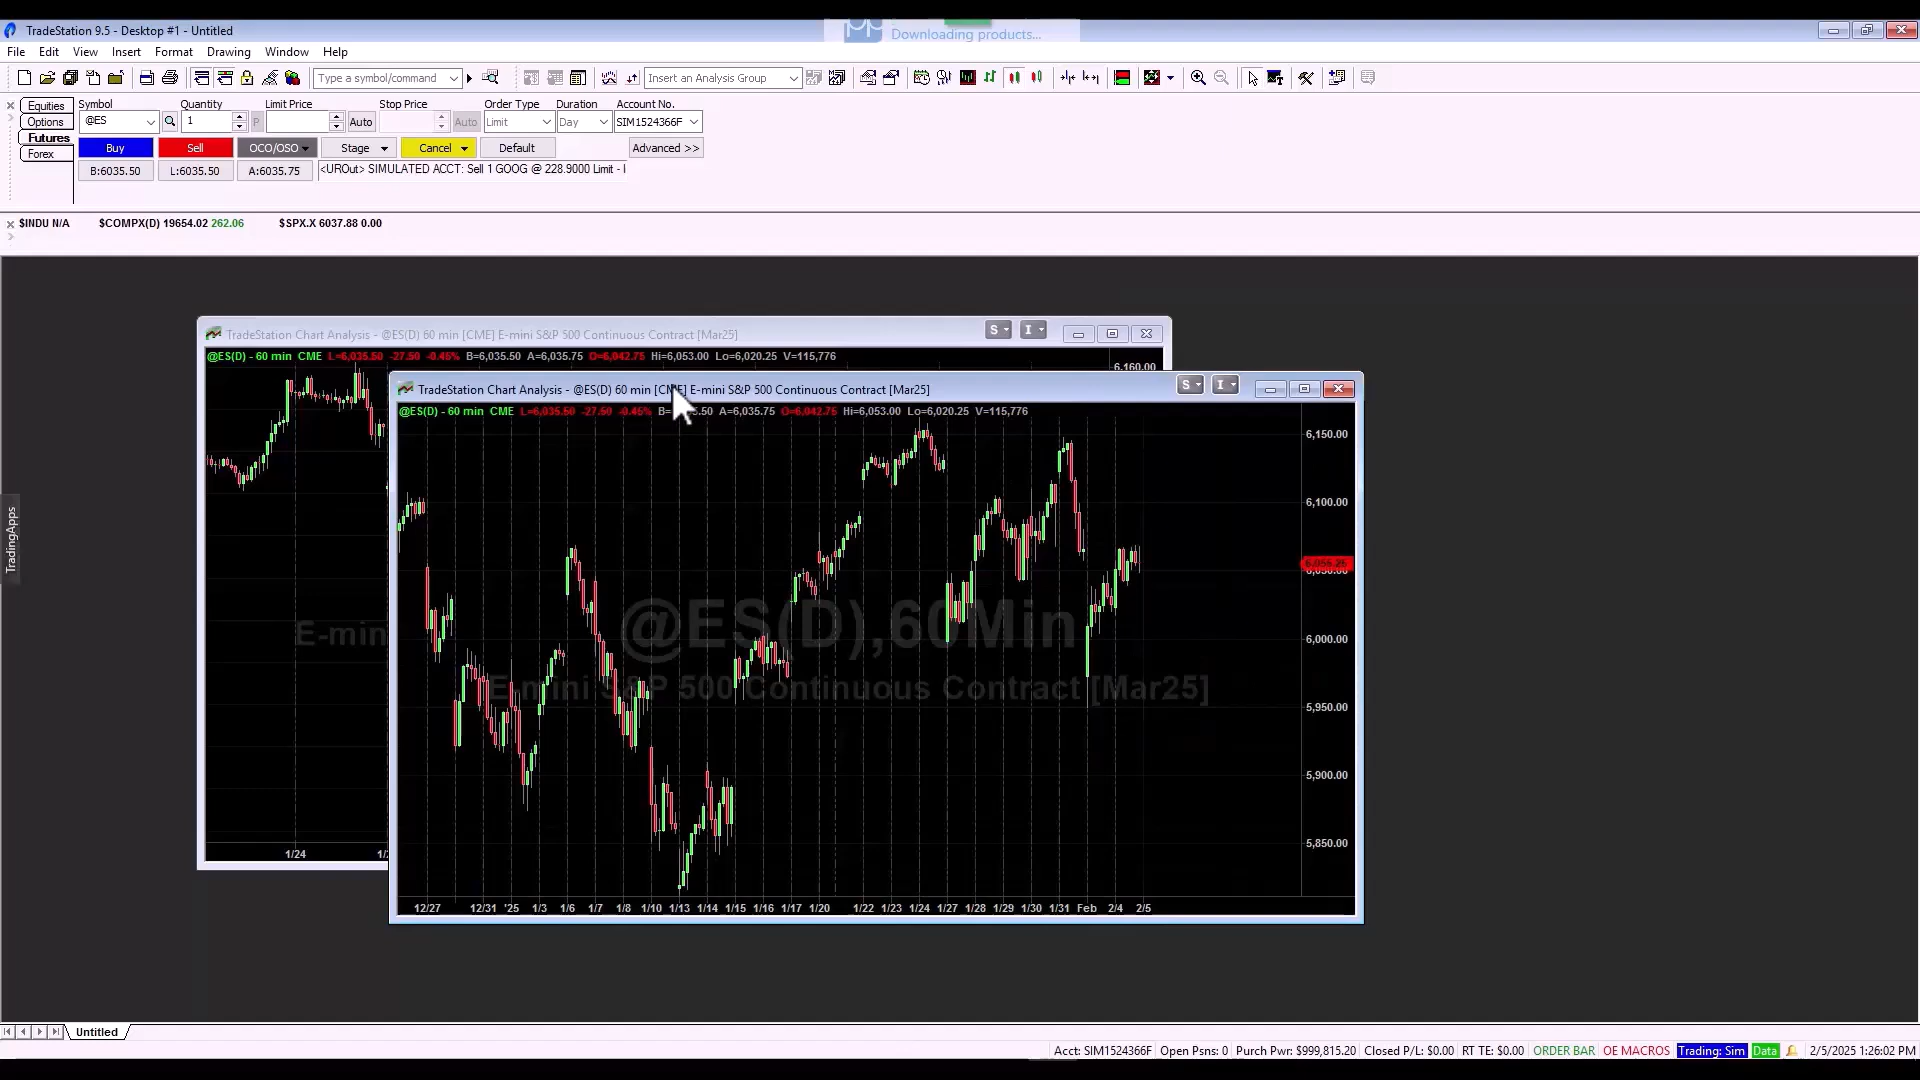 TradeStation 9.5 - Desktop #1 - Untitled
Downloading products...
File Edit View Insert Format Drawing Window Help
Type a symbol/command
Insert an Analysis Group
Equities
Options
Futures
Forex
Symbol Quantity Limit Price Stop Price Order Type Duration Account No.
@ES 1 P Auto Auto Limit Day SIM1524366F
Buy Sell OCO/OSO Stage Cancel Default Advanced >>
B:6035.50 L:6035.50 A:6035.75 <UROut> SIMULATED ACCT: Sell 1 GOOG @ 228.9000 Limit - I
$INDU N/A $COMPX(D) 19654.02 262.06 $SPX.X 6037.88 0.00
TradingApps
TradeStation Chart Analysis - @ES(D) 60 min [CME] E-mini S&P 500 Continuous Contract [Mar25]
S I
@ES(D) - 60 min CME L=6,035.50 -27.50 -0.45% B=6,035.50 A=6,035.75 O=6,042.75 Hi=6,053.00 Lo=6,020.25 V=115,776
6,160.00
E-min
1/24
TradeStation Chart Analysis - @ES(D) 60 min [CME] E-mini S&P 500 Continuous Contract [Mar25]
S I
@ES(D) - 60 min CME L=6,035.50 -27.50 -0.45% A=6,035.75 O=6,042.75 Hi=6,053.00 Lo=6,020.25 V=115,776
@ES(D),60Min
E-mini S&P 500 Continuous Contract [Mar25]
6,150.00
6,100.00
6,050.00
6,000.00
5,950.00
5,900.00
5,850.00
12/27 12/31 '25 1/3 1/6 1/7 1/8 1/10 1/13 1/14 1/15 1/16 1/17 1/20 1/22 1/23 1/24 1/27 1/28 1/29 1/30 1/31 Feb 2/4 2/5
Untitled
Acct: SIM1524366F Open Psns: 0 Purch Pwr: $999,815.20 Closed P/L: $0.00 RT TE: $0.00 ORDER BAR OE MACROS Trading: Sim Data 2/5/2025 1:26:02 PM